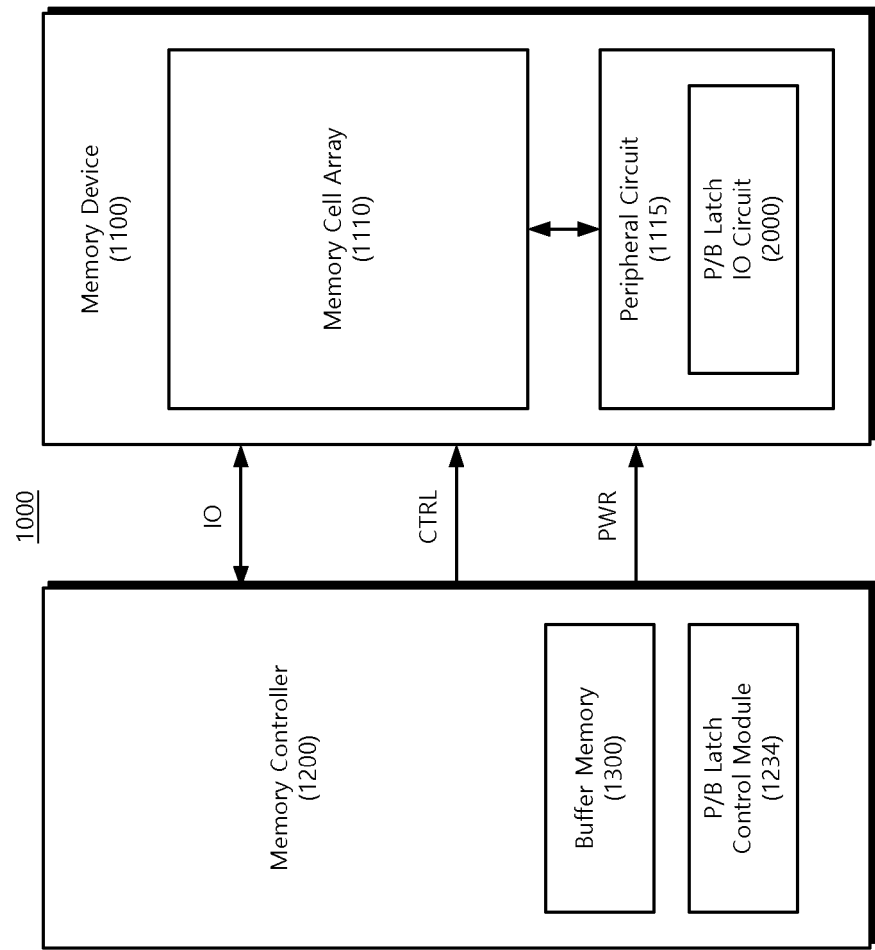 1000
Memory Controller
(1200)
Buffer Memory
(1300)
P/B Latch
Control Module
(1234)
IO
CTRL
PWR
Memory Device
(1100)
Memory Cell Array
(1110)
Peripheral Circuit
(1115)
P/B Latch
IO Circuit
(2000)